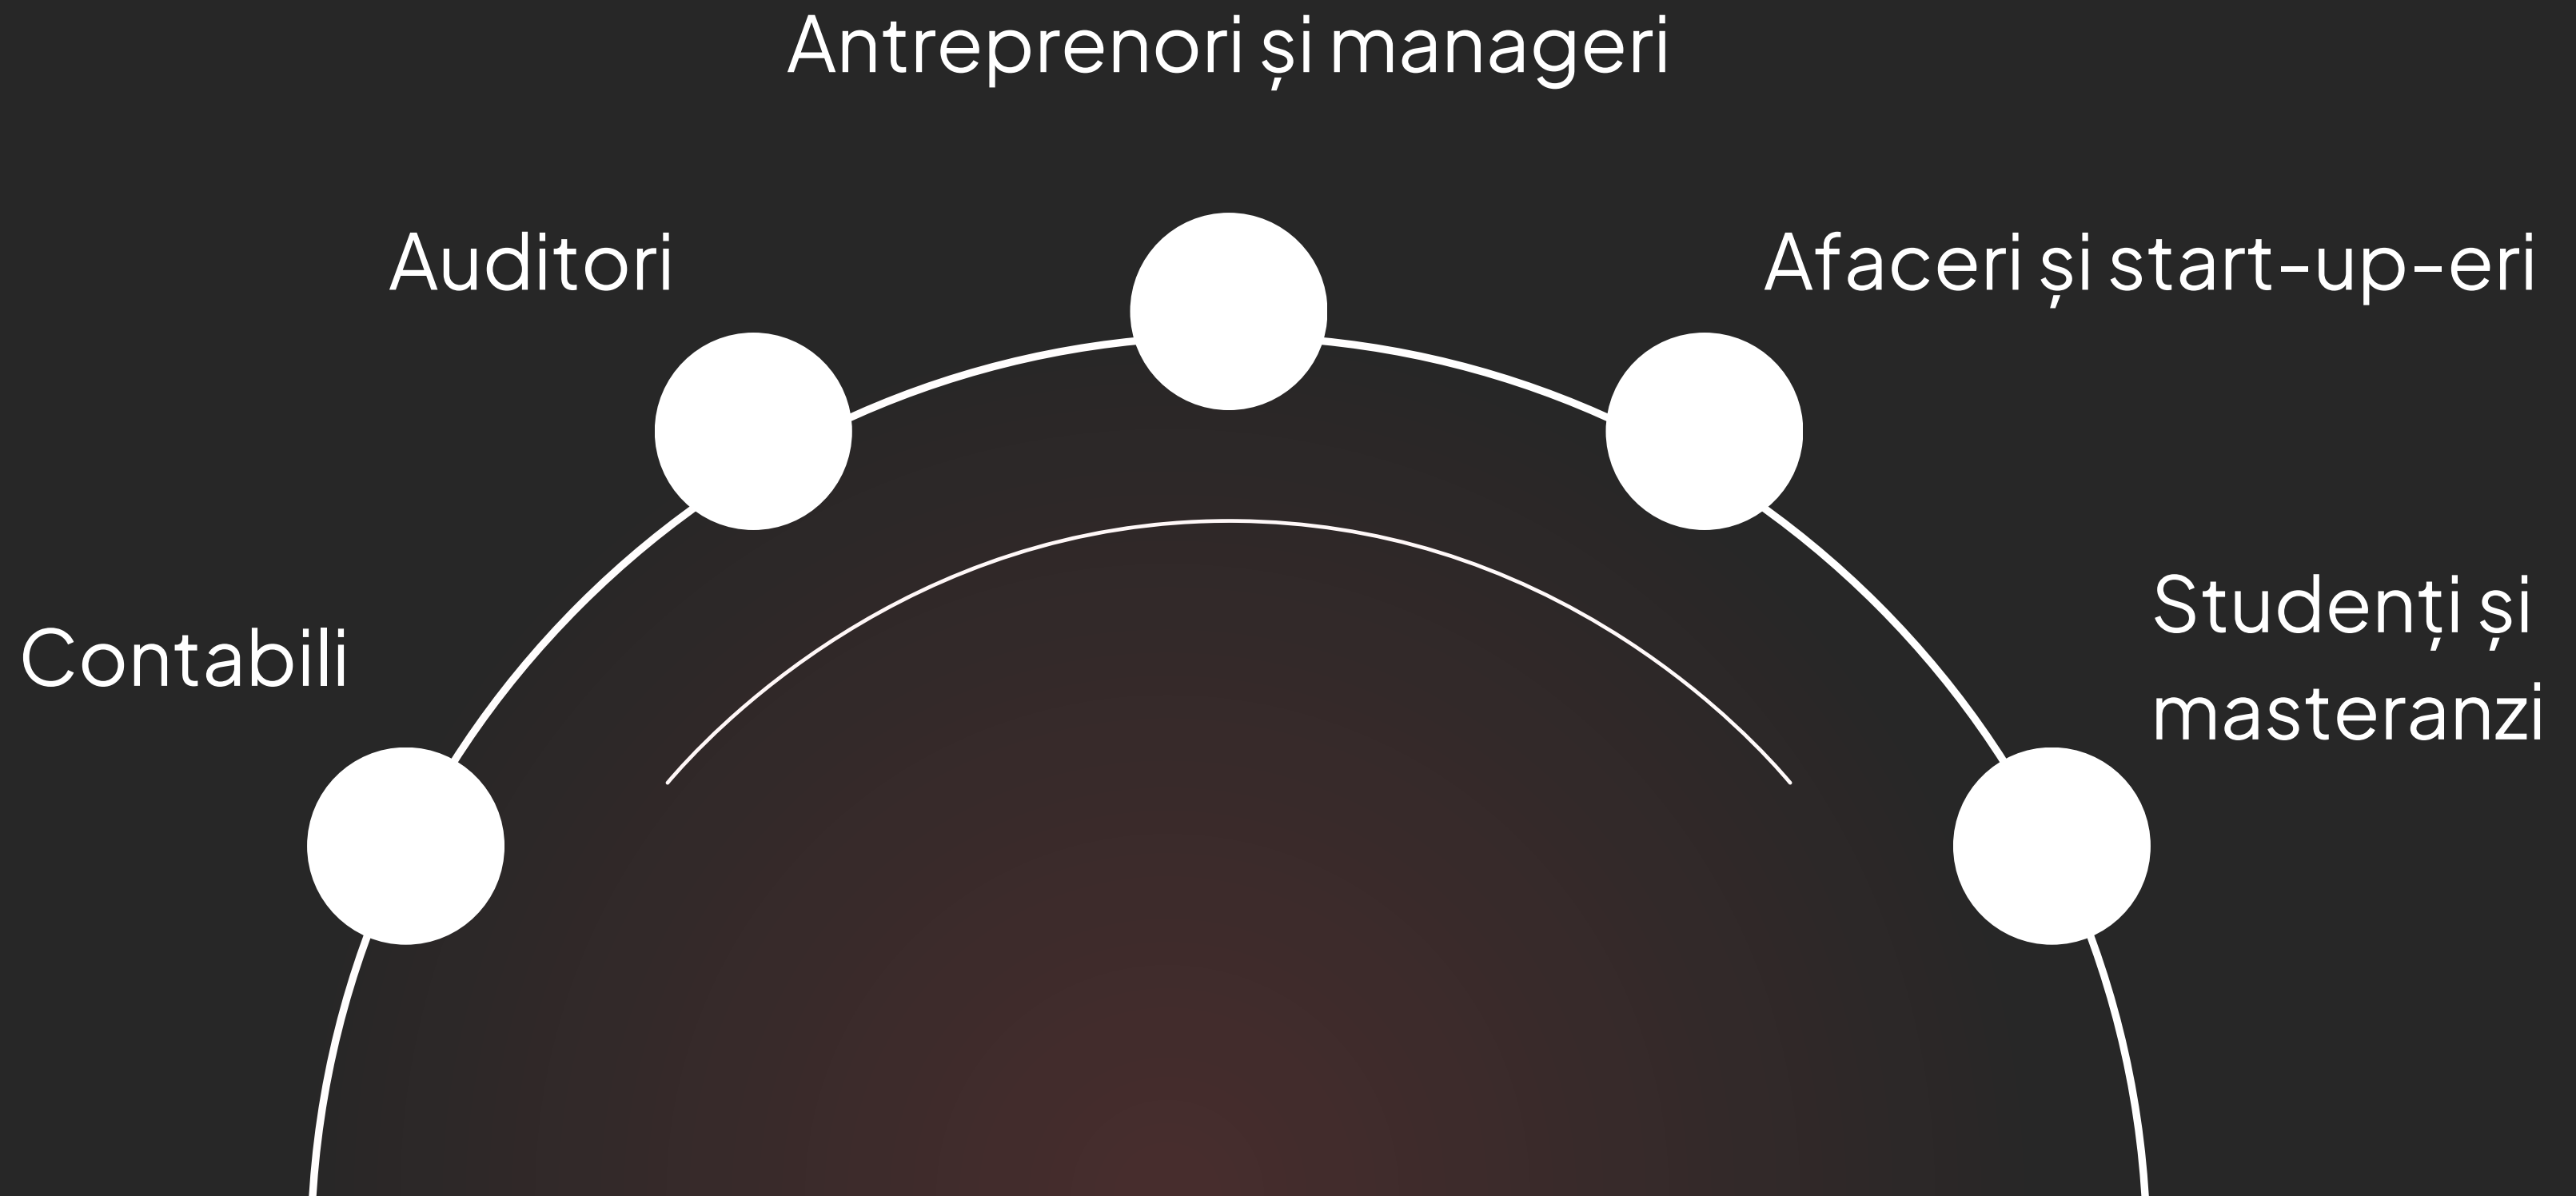 Antreprenori și manageri
Auditori
Afaceri și start-up-eri
Contabili
Studenți și
masteranzi